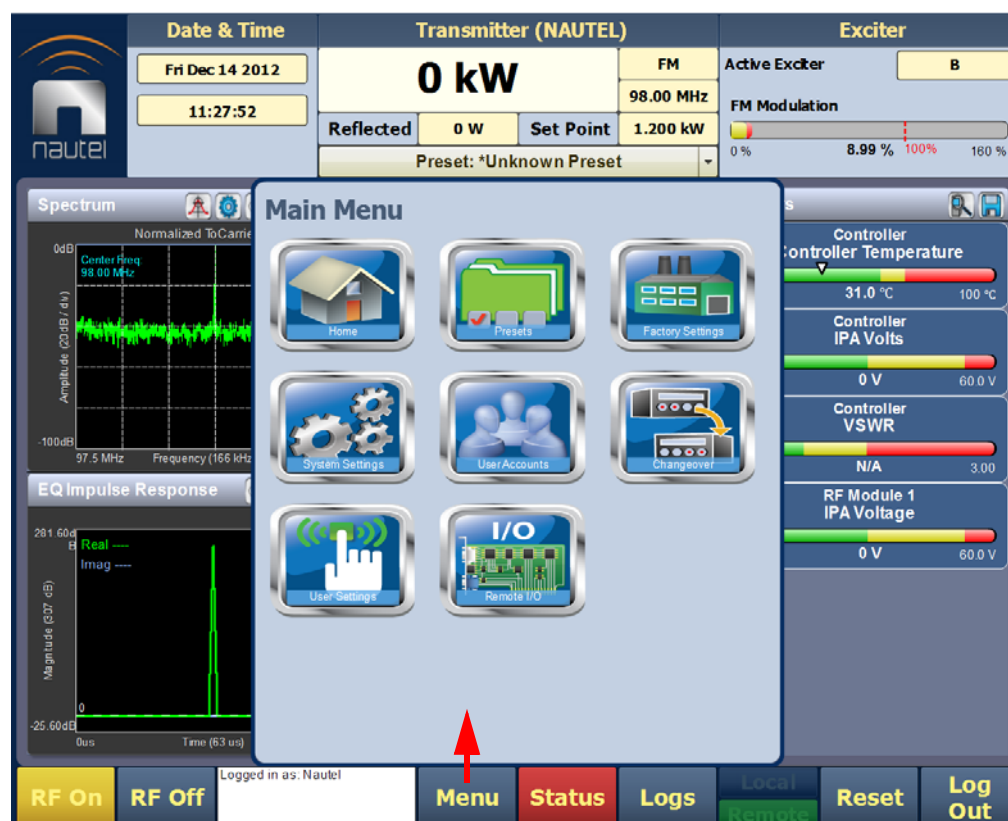 Date & Time
Fri Dec 14 2012
11:27:52
nautel
Transmitter (NAUTEL)
0 kW
FM
98.00 MHz
Reflected
0 W
Set Point
1.200 kW
Preset: *Unknown Preset
Exciter
Active Exciter
B
FM Modulation
0 %
8.99 %
100%
160 %
Spectrum
Normalized To Carrie
0dB
Center Freq:
98.00 MHz
Amplitude (20 dB / div)
-100dB
97.5 MHz
Frequency (166 kHz
EQ Impulse Response
281.60d
B
Real ----
Imag ----
Magnitude (307 dB)
0
-25.60dB
0us
Time (63 us)
Main Menu
Home
Presets
Factory Settings
System Settings
User Accounts
Changeover
User Settings
I/O
Remote I/O
s
Controller
Controller Temperature
31.0 °C
100 °C
Controller
IPA Volts
0 V
60.0 V
Controller
VSWR
N/A
3.00
RF Module 1
IPA Voltage
0 V
60.0 V
RF On
RF Off
Logged in as: Nautel
Menu
Status
Logs
Local
Remote
Reset
Log
Out